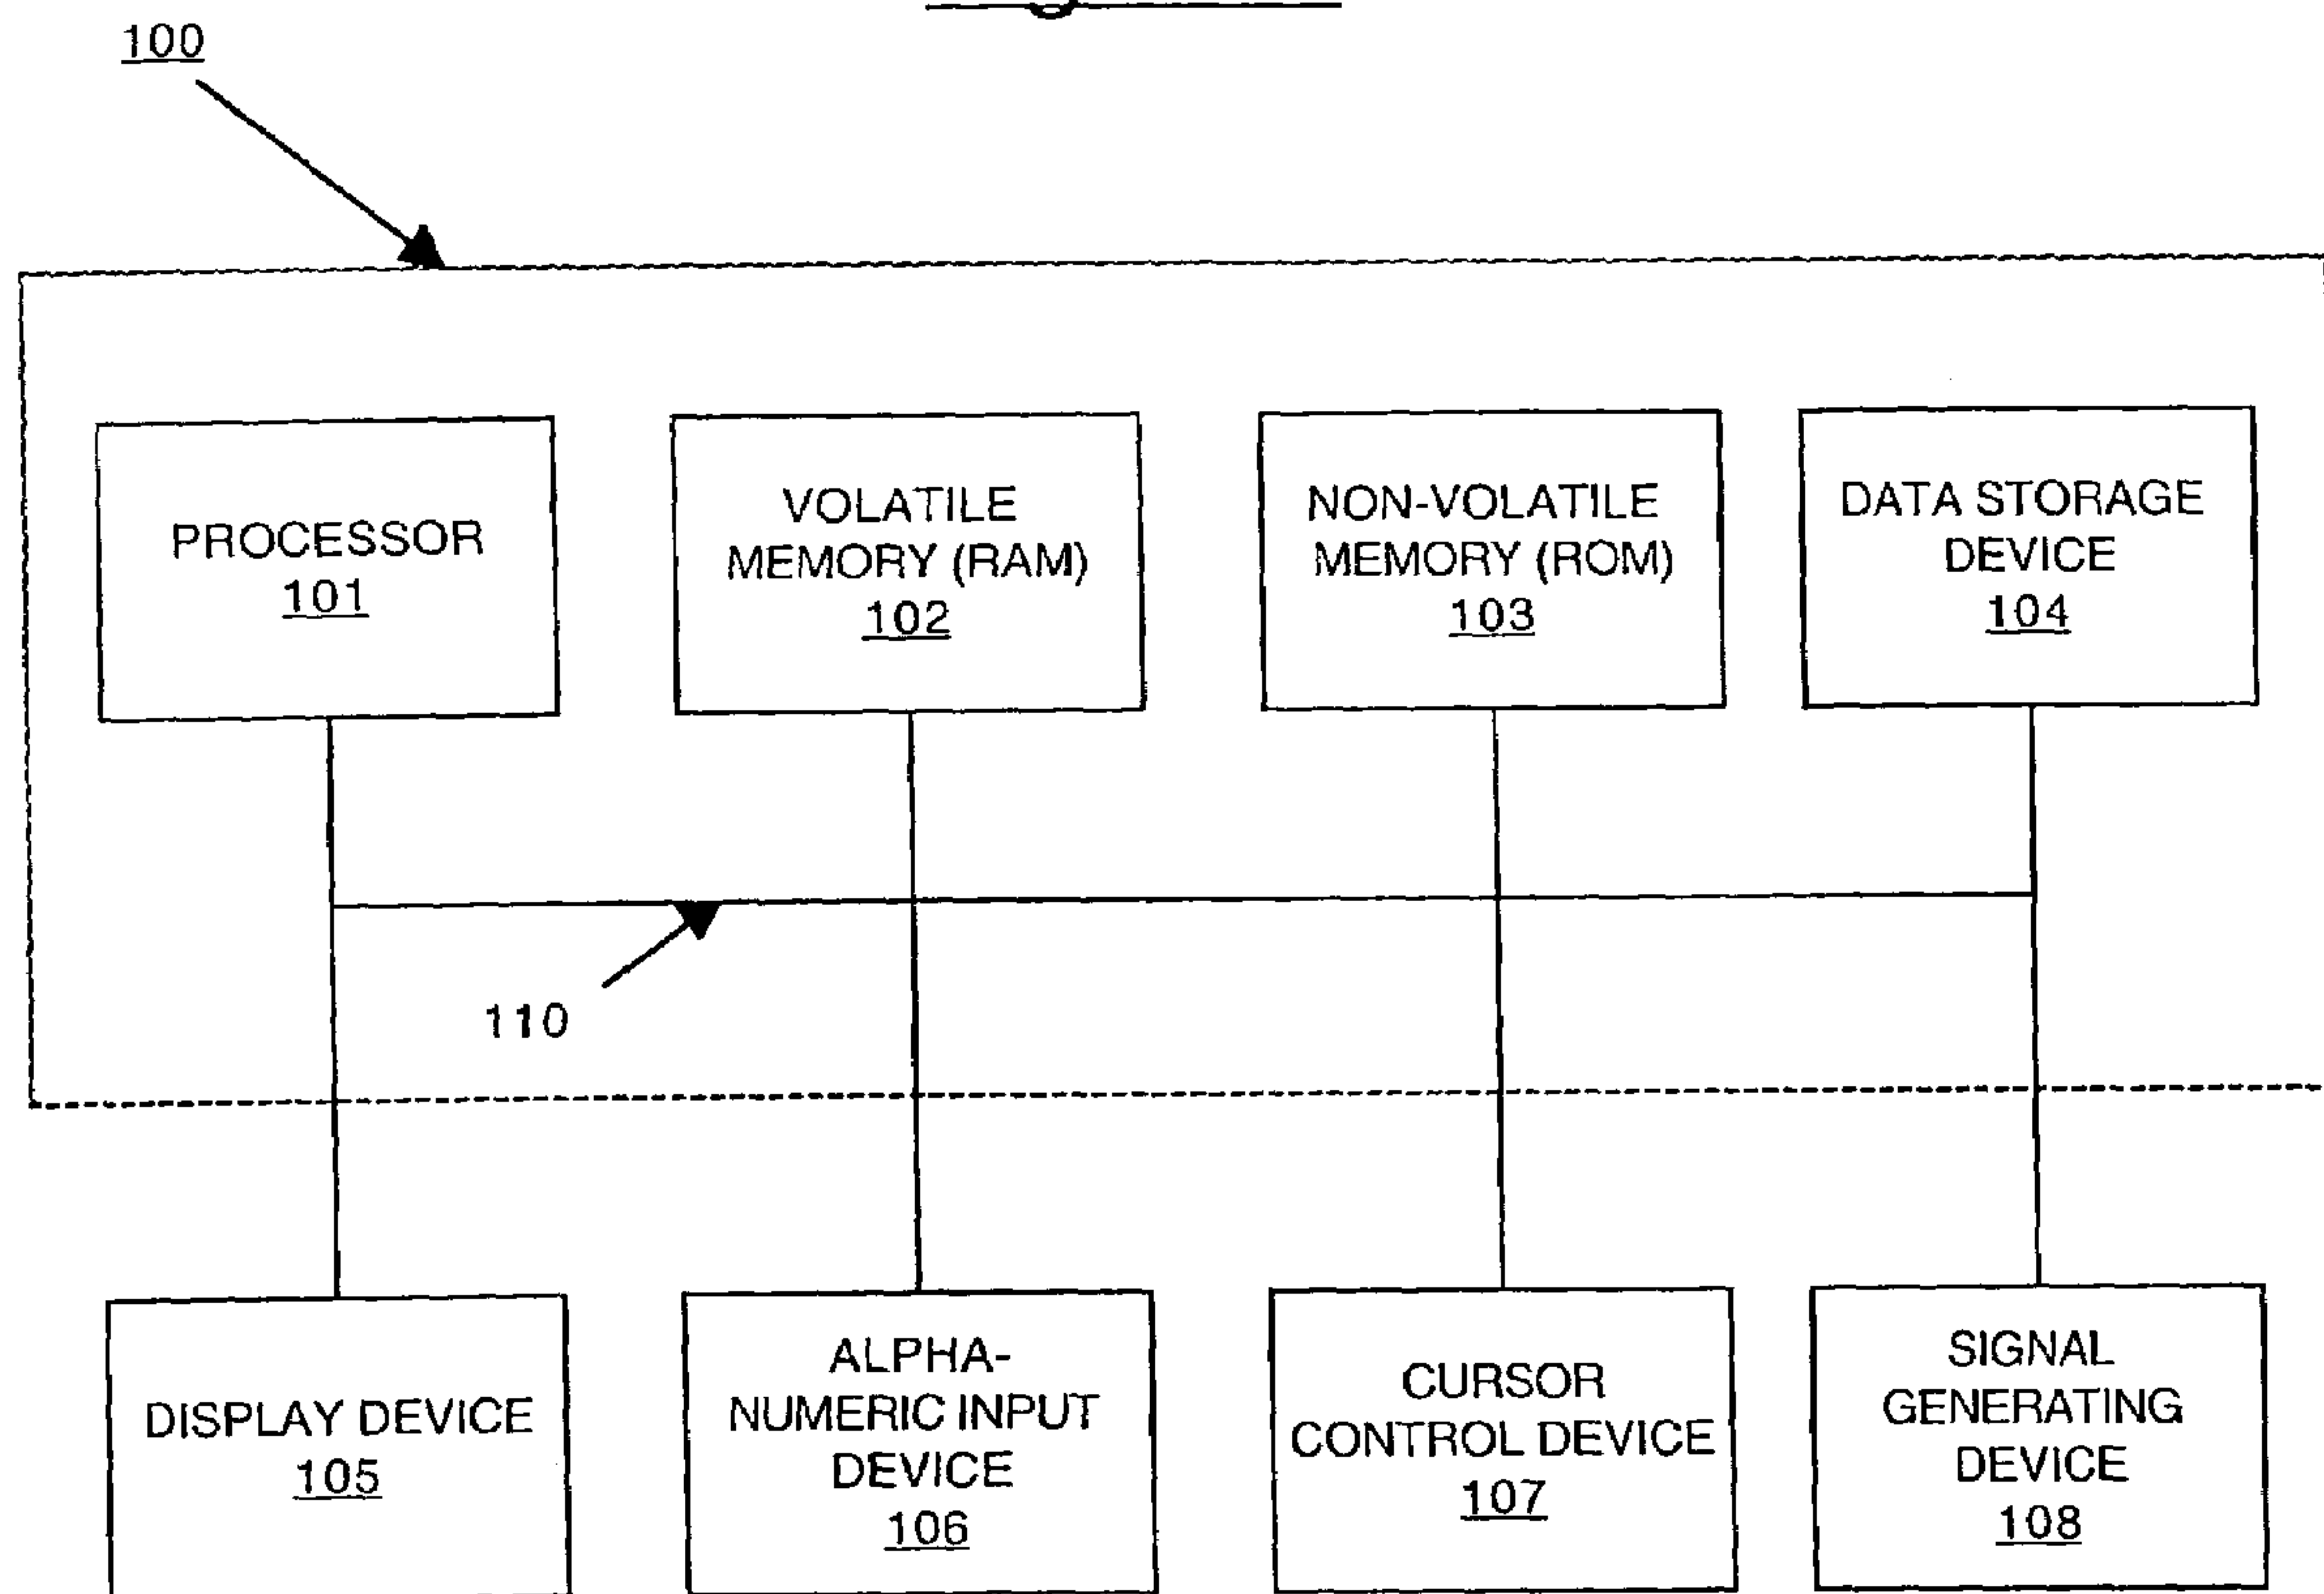 100
PROCESSOR
101
VOLATILE
MEMORY (RAM)
102
NON-VOLATILE
MEMORY (ROM)
103
DATA STORAGE
DEVICE
104
110
DISPLAY DEVICE
105
ALPHA-
NUMERIC INPUT
DEVICE
106
CURSOR
CONTROL DEVICE
107
SIGNAL
GENERATING
DEVICE
108